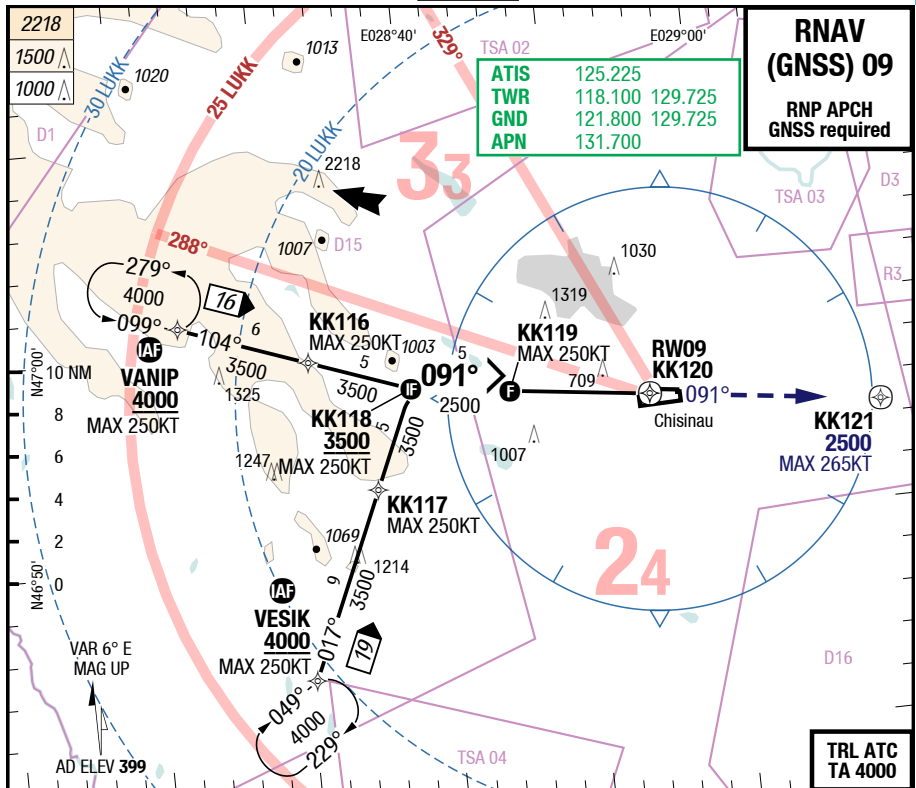 2218
1500
1000
1013
1020
30 LUKK
25 LUKK
20 LUKK
329°
E028°40'
TSA 02
E029°00'
RNAV
(GNSS) 09
RNP APCH
GNSS required
ATIS 125.225
TWR 118.100 129.725
GND 121.800 129.725
APN 131.700
D1
2218
33
TSA 03
D3
R3
288°
1007
D15
1030
1319
279°
4000
099°
16
104°
6
3500
KK116
MAX 250KT
5
3500
1003
IAF
VANIP
4000
MAX 250KT
1325
N47°00'
10 NM
8
6
4
2
0
N46°50'
IF
091°
5
2500
KK118
3500
MAX 250KT
5
3500
KK119
MAX 250KT
F
709
RW09
KK120
091°
Chisinau
KK121
2500
MAX 265KT
1007
1247
KK117
MAX 250KT
1069
1214
9
3500
24
IAF
VESIK
4000
MAX 250KT
017°
19
049°
4000
229°
VAR 6° E
MAG UP
AD ELEV 399
TSA 04
D16
TRL ATC
TA 4000